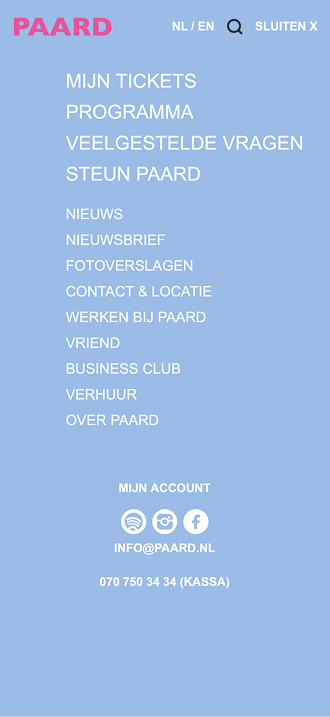 PAARD
NL / EN
SLUITEN X
MIJN TICKETS
PROGRAMMA
VEELGESTELDE VRAGEN
STEUN PAARD
NIEUWS
NIEUWSBRIEF
FOTOVERSLAGEN
CONTACT & LOCATIE
WERKEN BIJ PAARD
VRIEND
BUSINESS CLUB
VERHUUR
OVER PAARD
MIJN ACCOUNT
INFO@PAARD.NL
070 750 34 34 (KASSA)